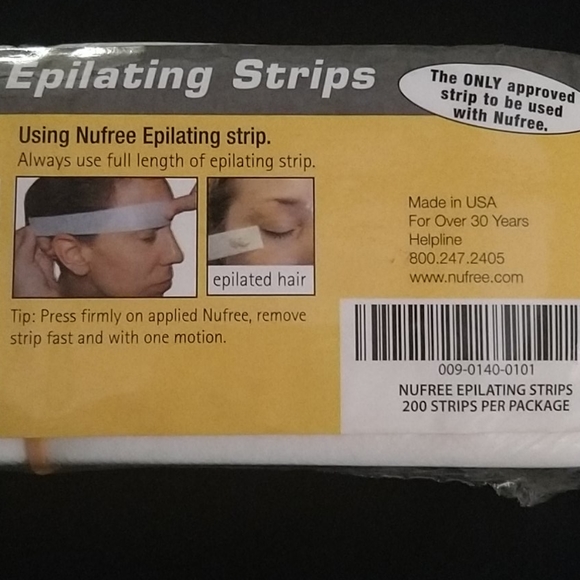 Epilating Strips
The ONLY approved
strip to be used
with Nufree.
Using Nufree Epilating strip.
Always use full length of epilating strip.
epilated hair
Tip: Press firmly on applied Nufree, remove
strip fast and with one motion.
Made in USA
For Over 30 Years
Helpline
800.247.2405
www.nufree.com
009-0140-0101
NUFREE EPILATING STRIPS
200 STRIPS PER PACKAGE